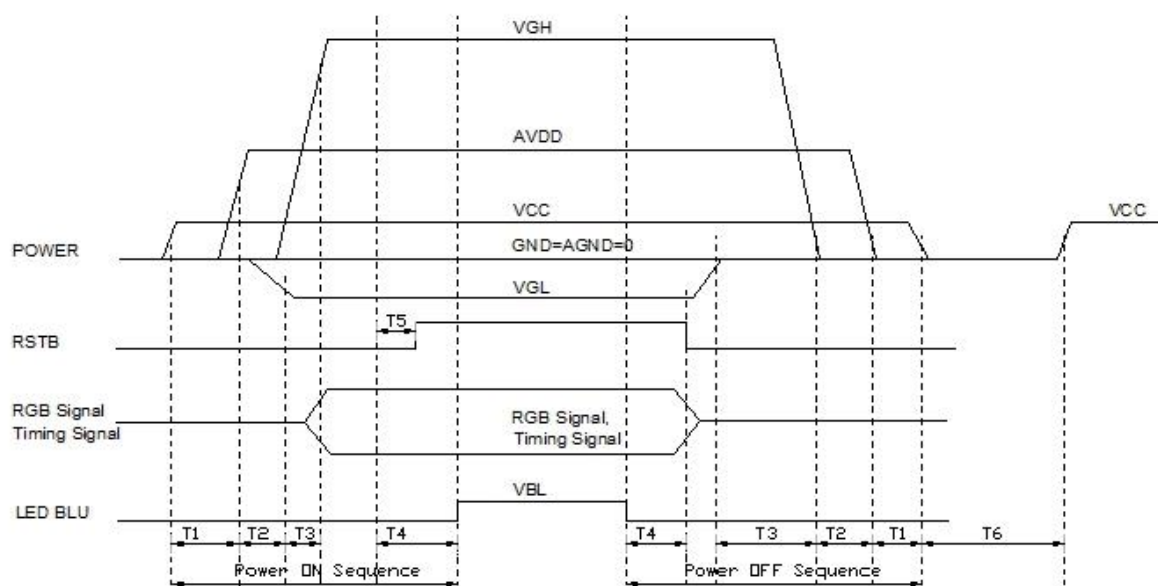 VGH
AVDD
VCC
VCC
POWER
GND=AGND=0
VGL
T5
RSTB
RGB Signal
Timing Signal
RGB Signal,
Timing Signal
VBL
LED BLU
T1 T2 T3 T4 T4 T3 T2 T1 T6
Power ON Sequence Power OFF Sequence